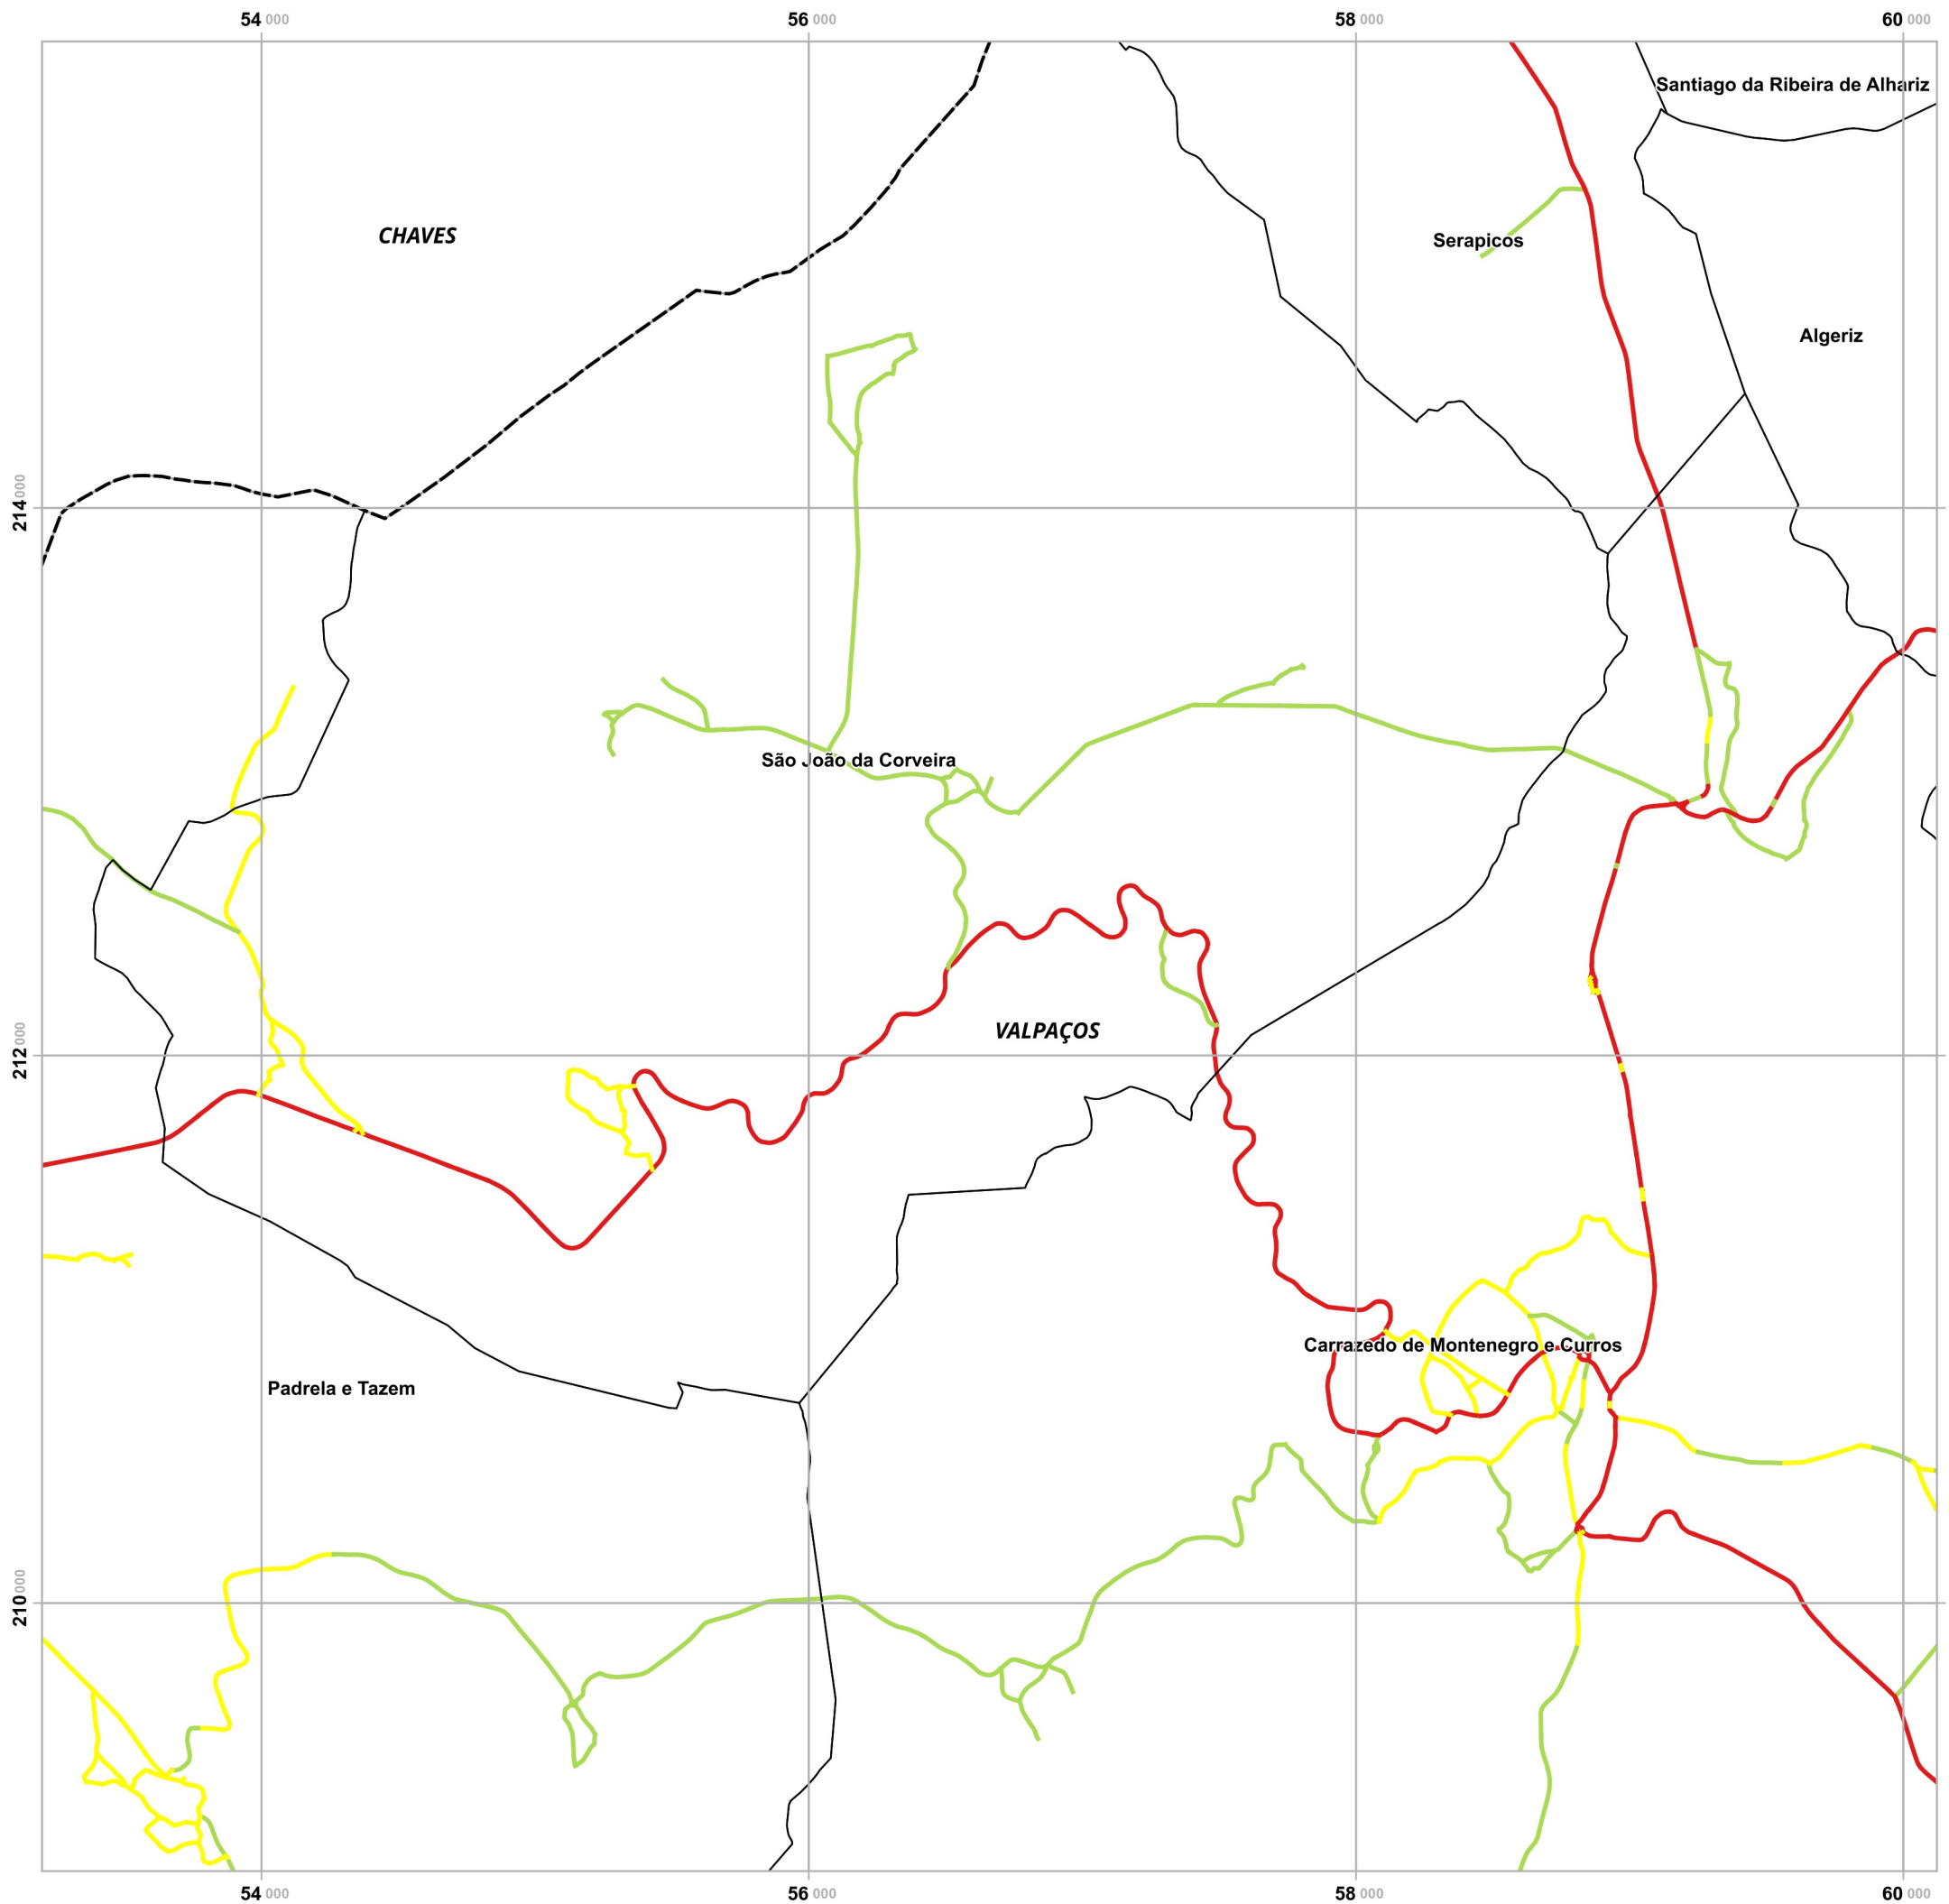 54 000 56 000 58 000 60 000
Santiago da Ribeira de Alhariz
CHAVES
Serapicos
Algeriz
214 000
São João da Corveira
VALPAÇOS
212 000
Carrazedo de Montenegro e Curros
Padrela e Tazem
210 000
54 000 56 000 58 000 60 000